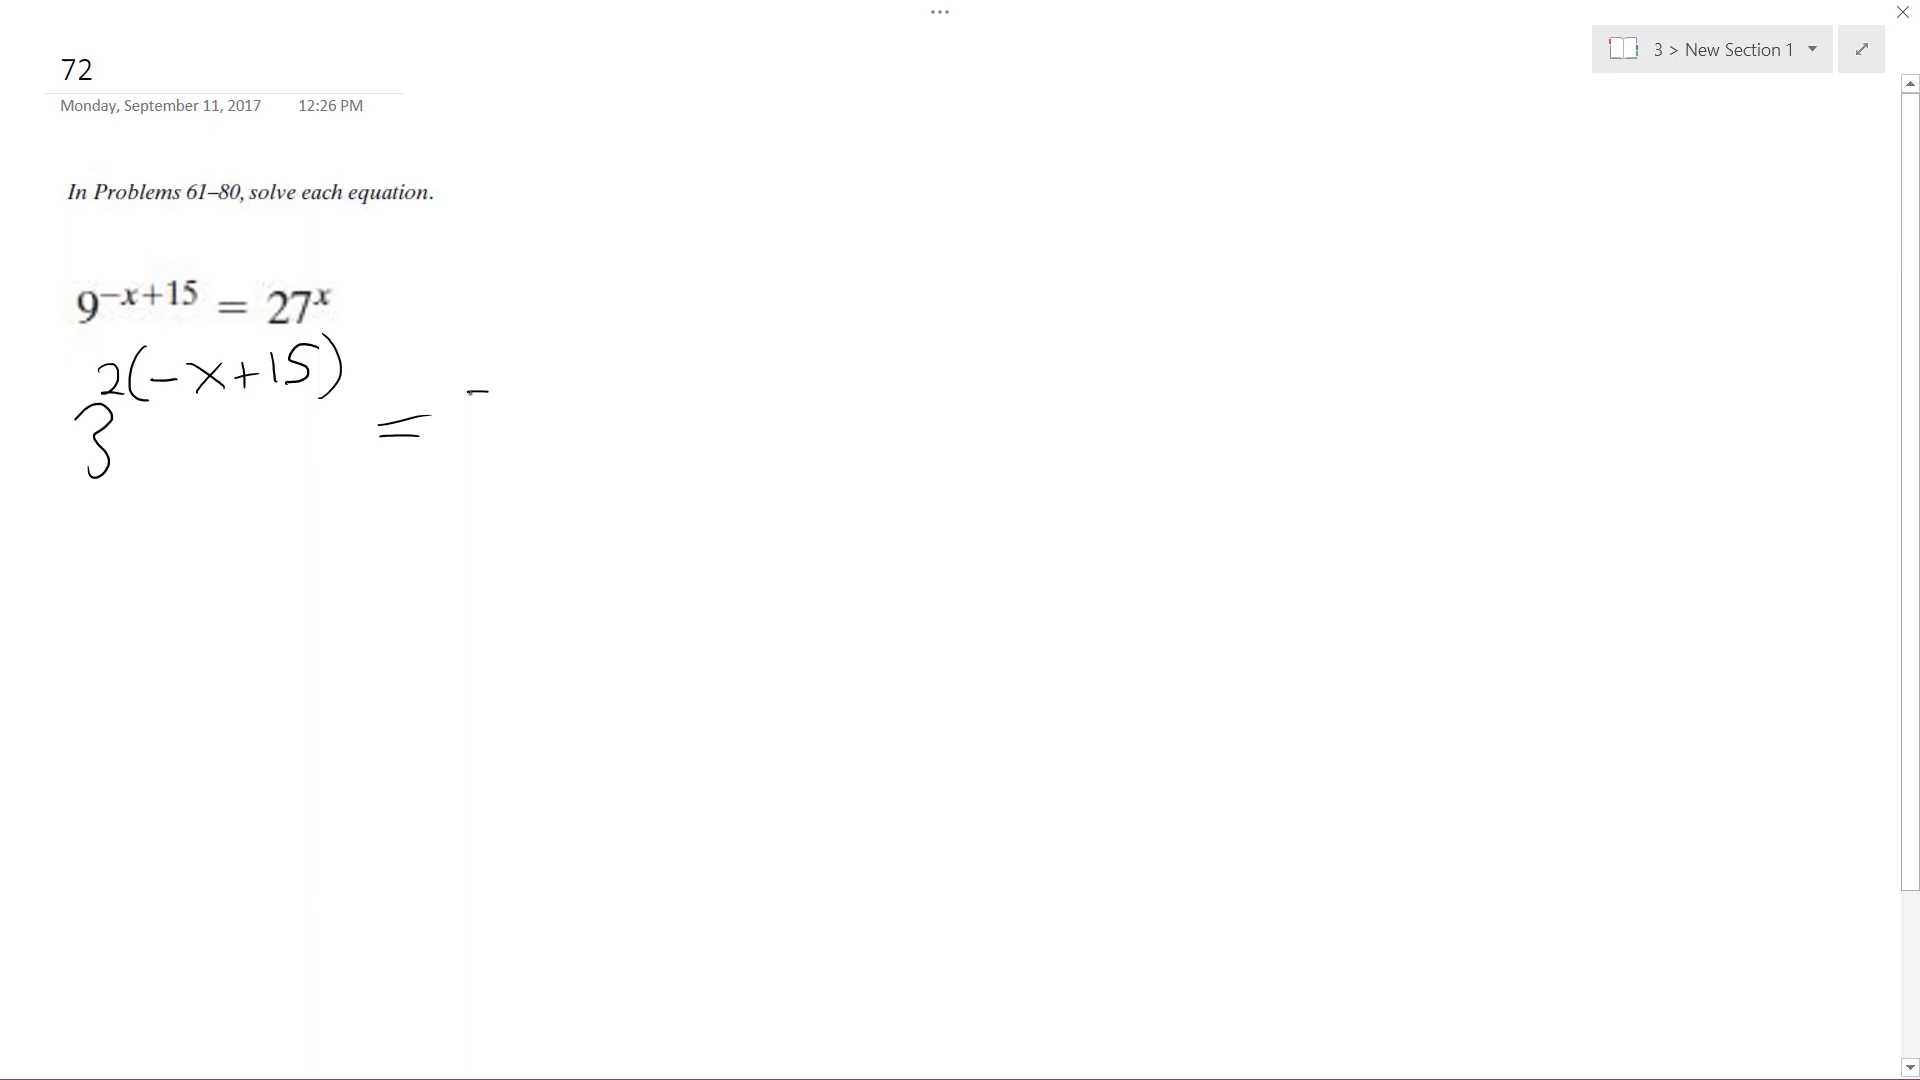 3 > New Section 1
72
Monday, September 11, 2017 12:26 PM
In Problems 61–80, solve each equation.
9^{-x+15} = 27^x
3^{2(-x+15)} =